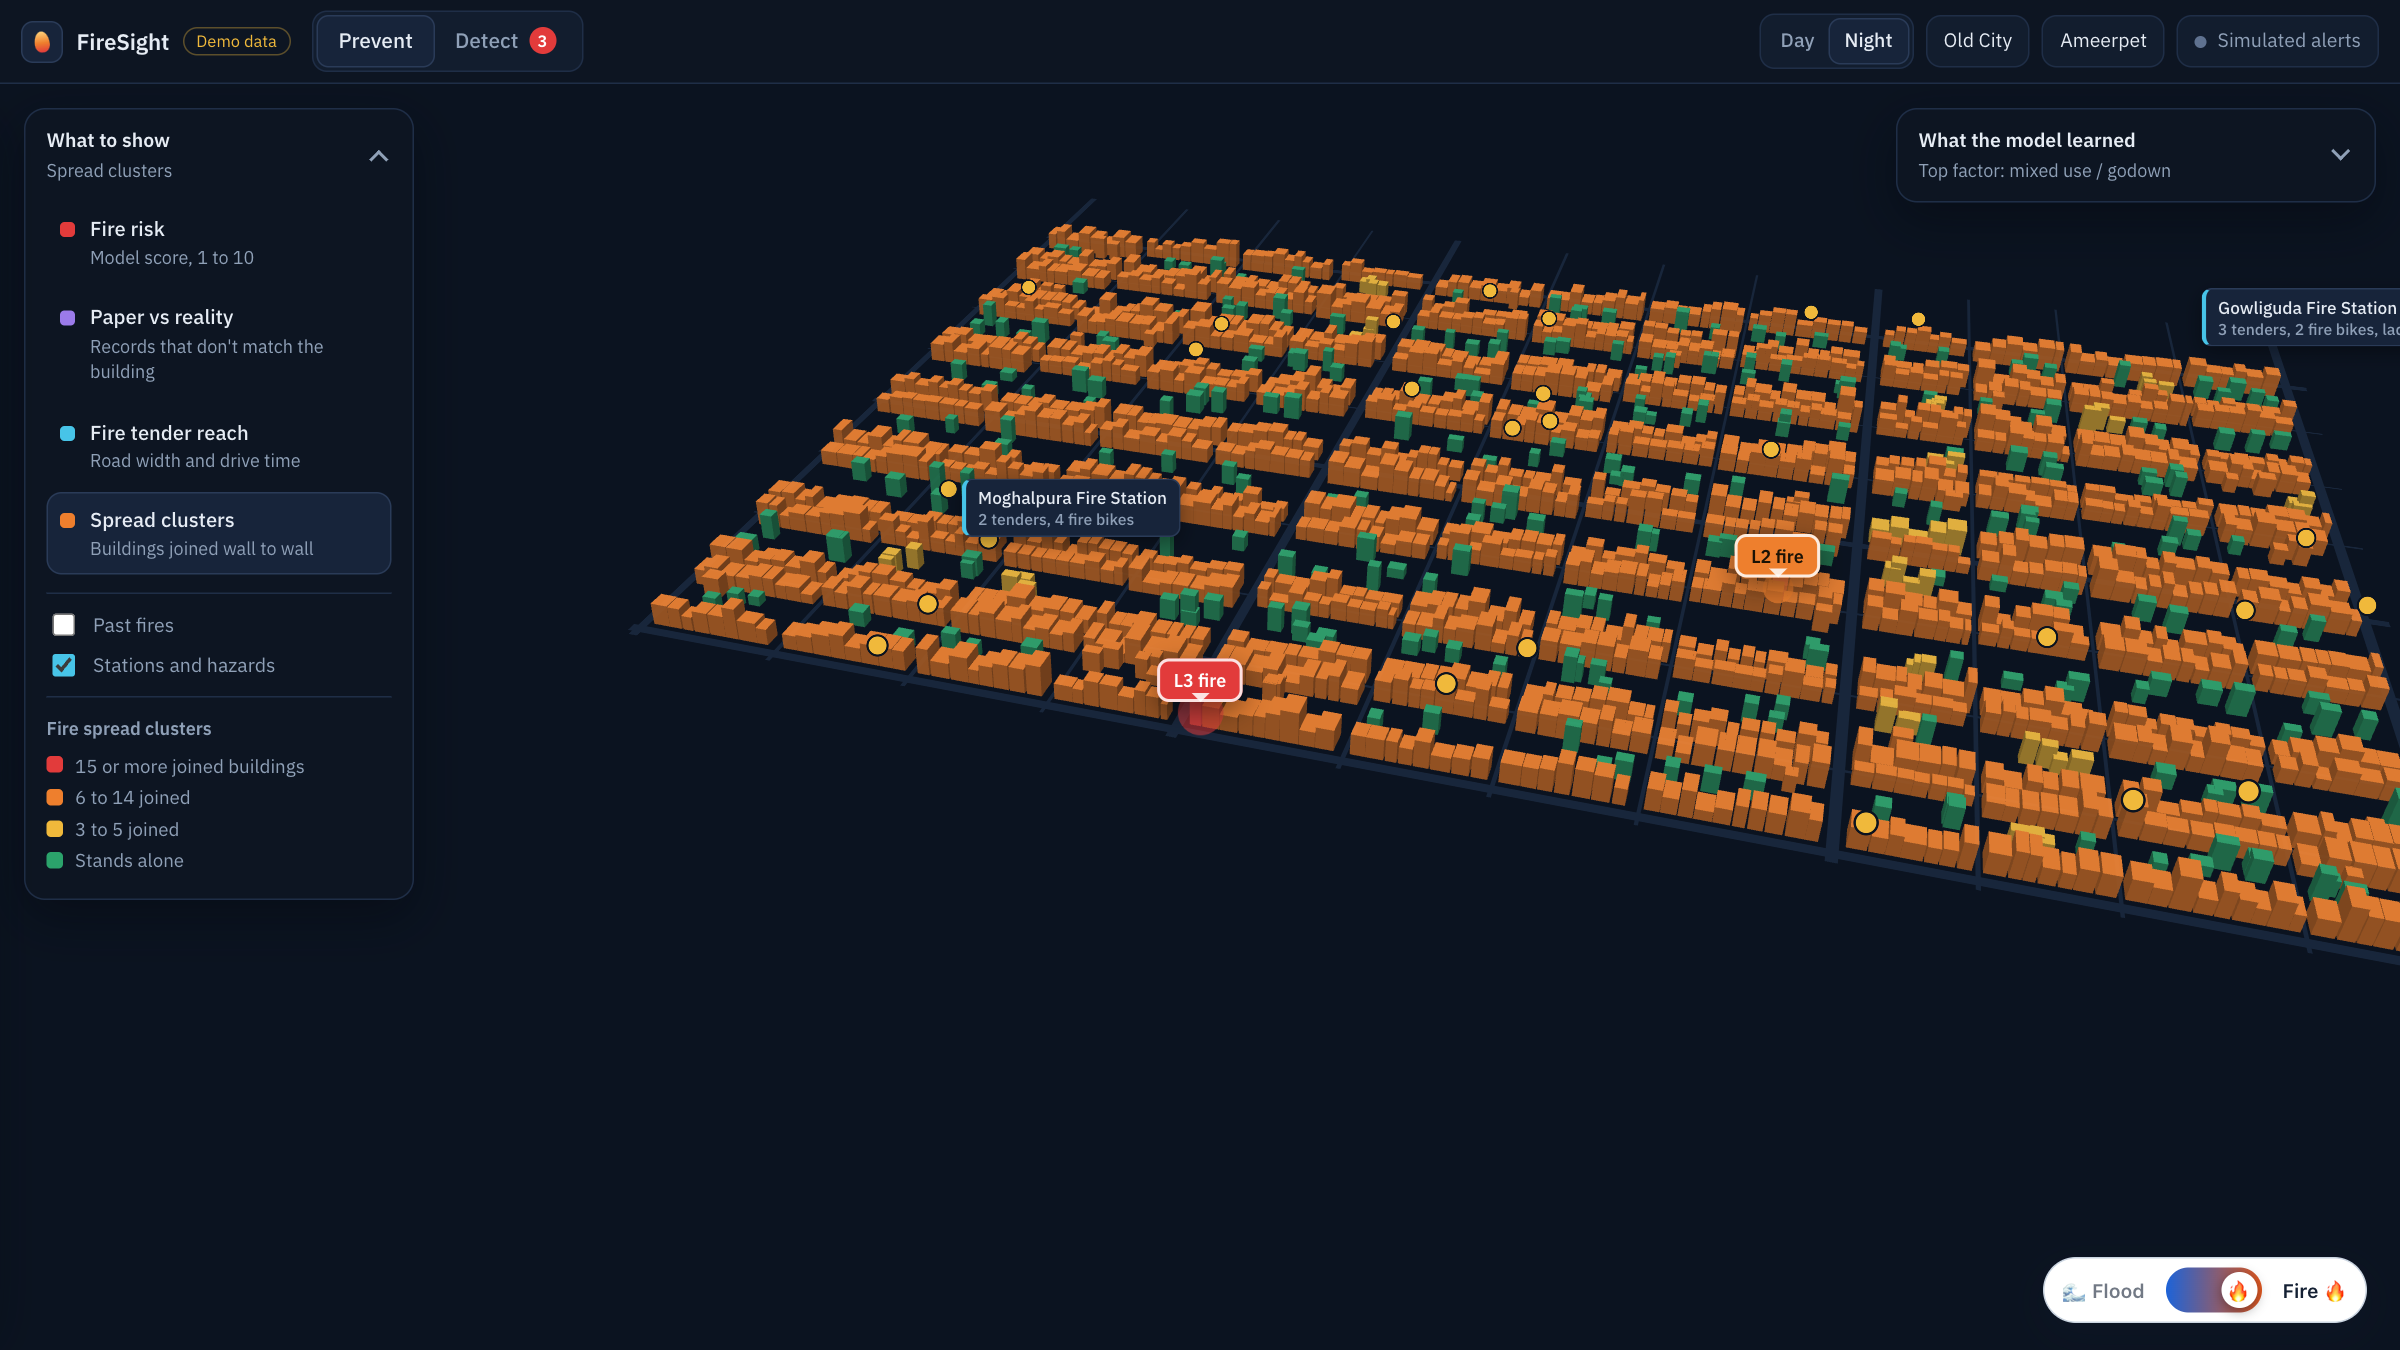 FireSight
Demo data
Prevent
Detect 3
Day
Night
Old City
Ameerpet
Simulated alerts
What to show
Spread clusters
Fire risk
Model score, 1 to 10
Paper vs reality
Records that don't match the
building
Fire tender reach
Road width and drive time
Spread clusters
Buildings joined wall to wall
Past fires
Stations and hazards
Fire spread clusters
15 or more joined buildings
6 to 14 joined
3 to 5 joined
Stands alone
What the model learned
Top factor: mixed use / godown
Gowliguda Fire Station
3 tenders, 2 fire bikes,
Moghalpura Fire Station
2 tenders, 4 fire bikes
L2 fire
L3 fire
Flood
Fire